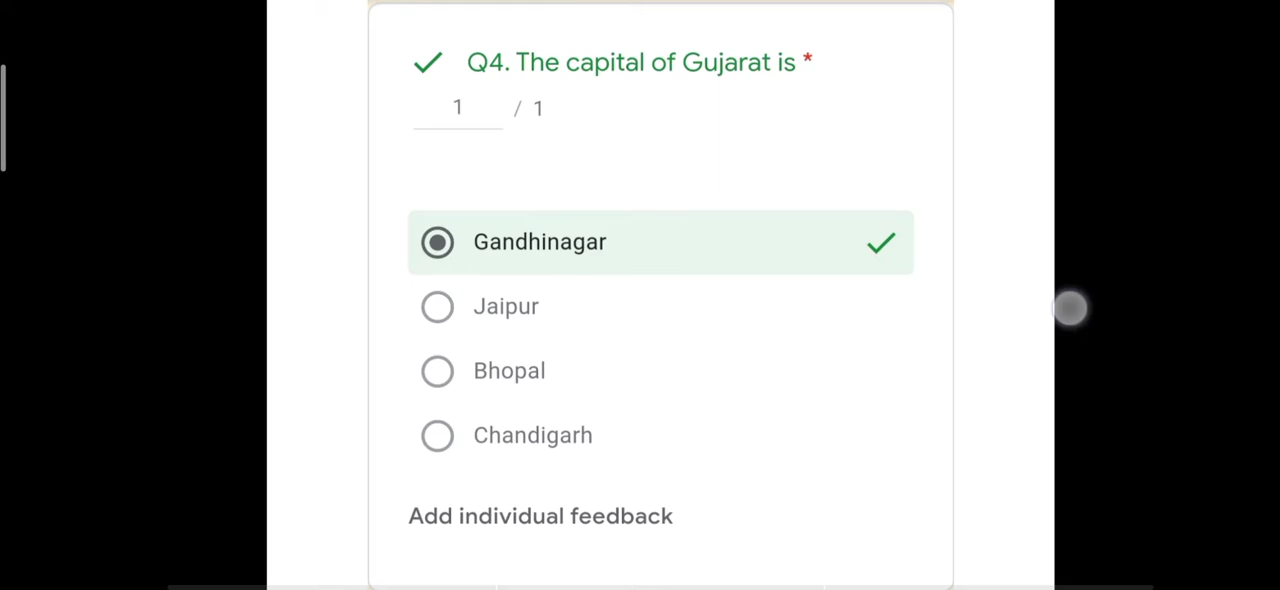 Q4. The capital of Gujarat is *
1 / 1
Gandhinagar
Jaipur
Bhopal
Chandigarh
Add individual feedback